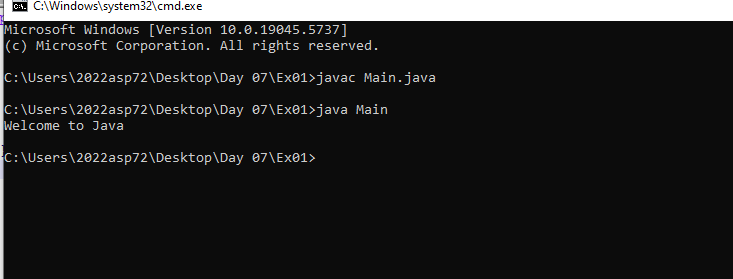 C:\Windows\system32\cmd.exe
Microsoft Windows [Version 10.0.19045.5737]
(c) Microsoft Corporation. All rights reserved.
C:\Users\2022asp72\Desktop\Day 07\Ex01>javac Main.java
C:\Users\2022asp72\Desktop\Day 07\Ex01>java Main
Welcome to Java
C:\Users\2022asp72\Desktop\Day 07\Ex01>